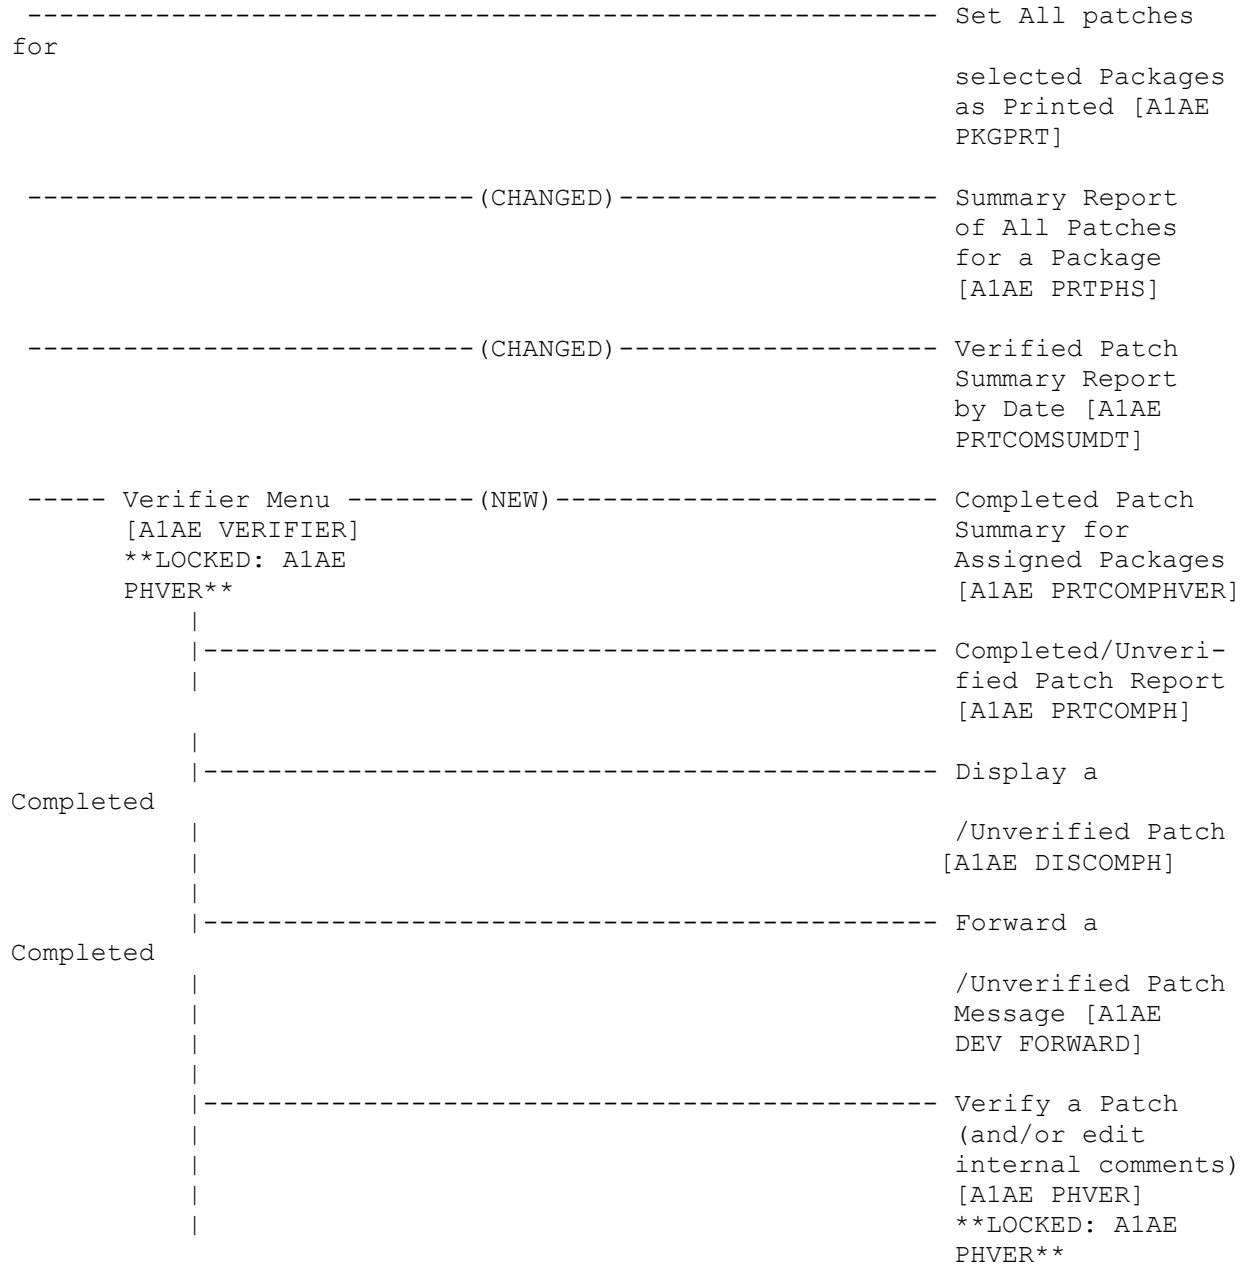 --------------------------------------------------------- Set All patches
for
selected Packages
as Printed [A1AE
PKGPRT]
----------------------------(CHANGED)-------------------- Summary Report
of All Patches
for a Package
[A1AE PRTPHS]
----------------------------(CHANGED)-------------------- Verified Patch
Summary Report
by Date [A1AE
PRTCOMSUMDT]
----- Verifier Menu --------(NEW)------------------------ Completed Patch
[A1AE VERIFIER] Summary for
**LOCKED: A1AE Assigned Packages
PHVER** [A1AE PRTCOMPHVER]
|
|---------------------------------------------- Completed/Unveri-
| fied Patch Report
[A1AE PRTCOMPH]
|
|---------------------------------------------- Display a
Completed
| /Unverified Patch
| [A1AE DISCOMPH]
|
|---------------------------------------------- Forward a
Completed
| /Unverified Patch
| Message [A1AE
| DEV FORWARD]
|
|---------------------------------------------- Verify a Patch
| (and/or edit
| internal comments)
| [A1AE PHVER]
| **LOCKED: A1AE
PHVER**